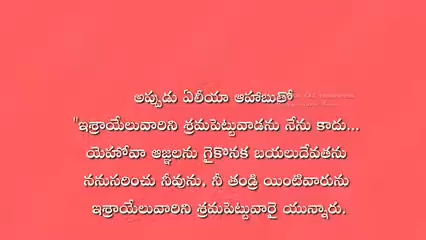 అప్పుడు ఏలీయా ఆహాబుతో
"ఇశ్రాయేలువారిని శ్రమపెట్టువాడను నేను కాదు...
యెహోవా ఆజ్ఞలను గైకొనక బయలుదేవతను
ననుసరించు నీవును. నీ తండ్రి యింటివారును
ఇశ్రాయేలువారిని శ్రమపెట్టువారై యున్నారు.